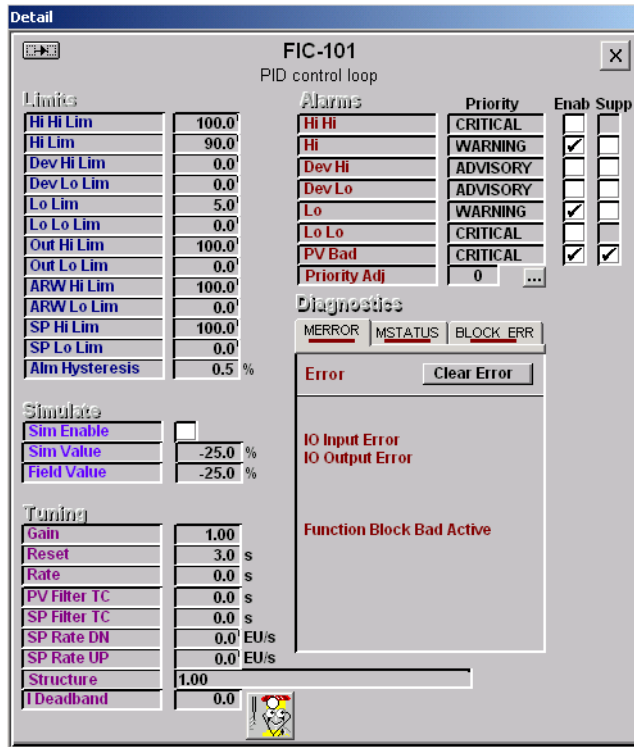 Detail
FIC-101
PID control loop
X
Limits
Hi Hi Lim 100.0
Hi Lim 90.0
Dev Hi Lim 0.0
Dev Lo Lim 0.0
Lo Lim 5.0
Lo Lo Lim 0.0
Out Hi Lim 100.0
Out Lo Lim 0.0
ARW Hi Lim 100.0
ARW Lo Lim 0.0
SP Hi Lim 100.0
SP Lo Lim 0.0
Alm Hysteresis 0.5 %
Simulate
Sim Enable
Sim Value -25.0 %
Field Value -25.0 %
Tuning
Gain 1.00
Reset 3.0 s
Rate 0.0 s
PV Filter TC 0.0 s
SP Filter TC 0.0 s
SP Rate DN 0.0 EU/s
SP Rate UP 0.0 EU/s
Structure 1.00
I Deadband 0.0
Alarms Priority Enab Supp
Hi Hi CRITICAL
Hi WARNING
Dev Hi ADVISORY
Dev Lo ADVISORY
Lo WARNING
Lo Lo CRITICAL
PV Bad CRITICAL
Priority Adj 0 ...
Diagnostics
MERROR MSTATUS BLOCK_ERR
Error Clear Error
IO Input Error
IO Output Error
Function Block Bad Active